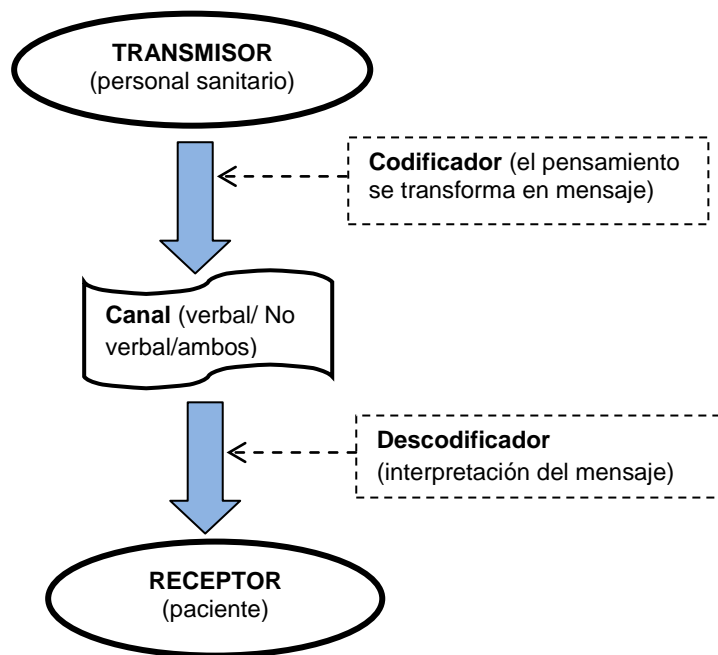 TRANSMISOR
(personal sanitario)
Codificador (el pensamiento
se transforma en mensaje)
Canal (verbal/ No
verbal/ambos)
Descodificador
(interpretación del mensaje)
RECEPTOR
(paciente)